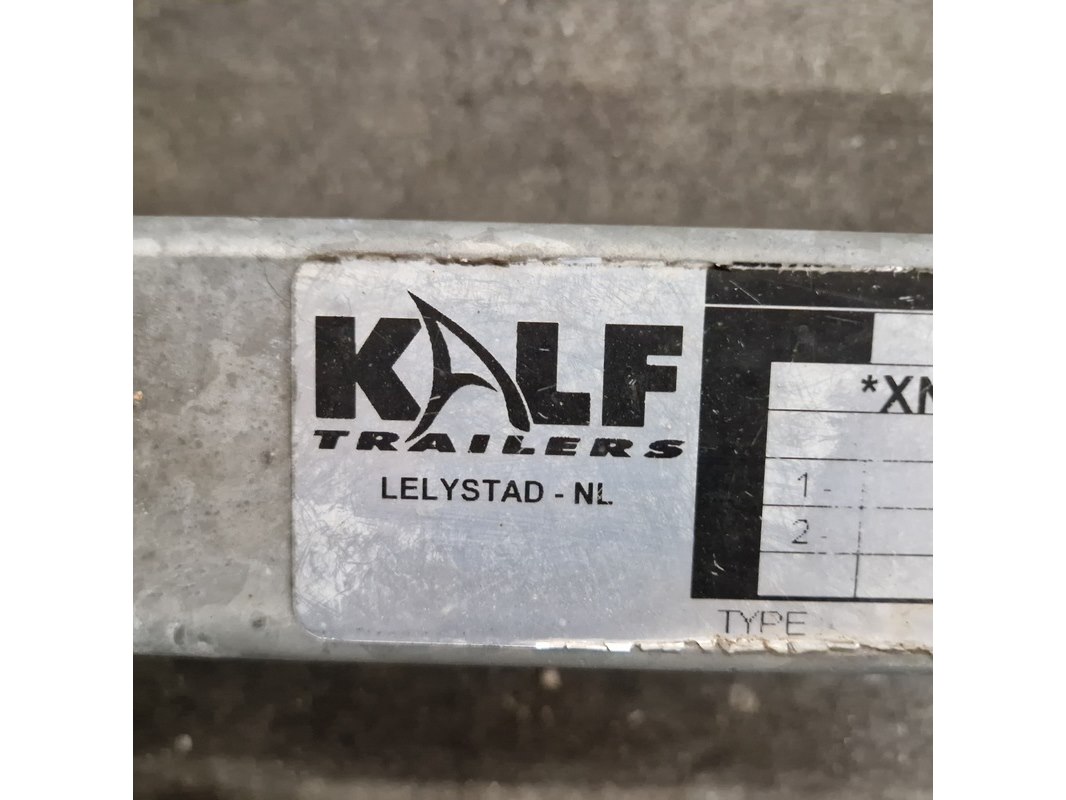 KALF
TRAILERS
LELYSTAD - NL
*XN
1-
2-
TYPE